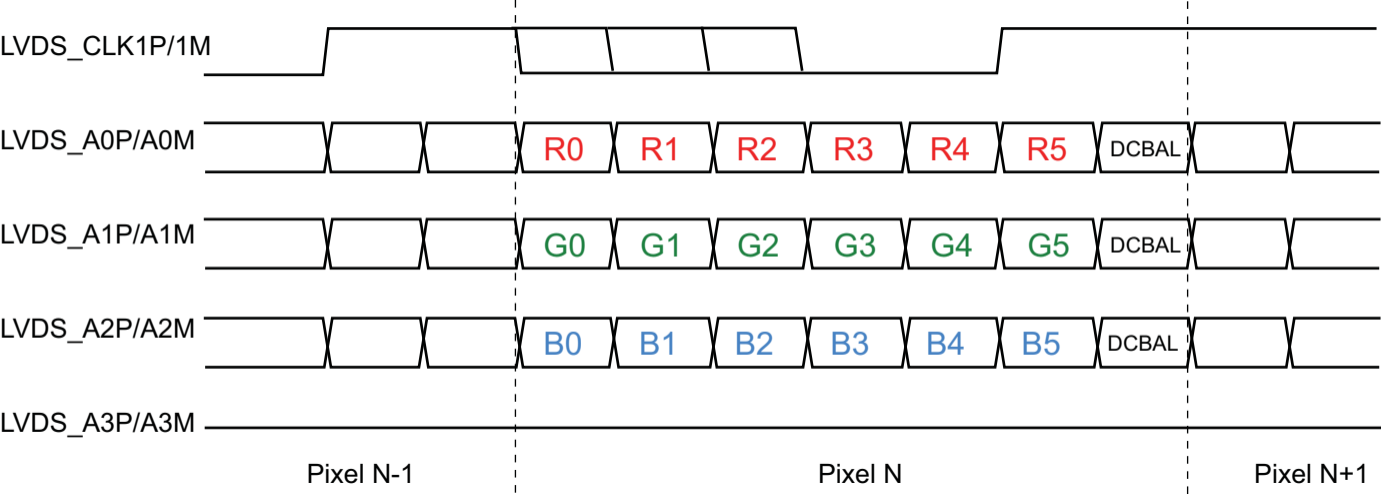 LVDS_CLK1P/1M
LVDS_A0P/A0M R0 R1 R2 R3 R4 R5 DCBAL
LVDS_A1P/A1M G0 G1 G2 G3 G4 G5 DCBAL
LVDS_A2P/A2M B0 B1 B2 B3 B4 B5 DCBAL
LVDS_A3P/A3M
Pixel N-1 Pixel N Pixel N+1